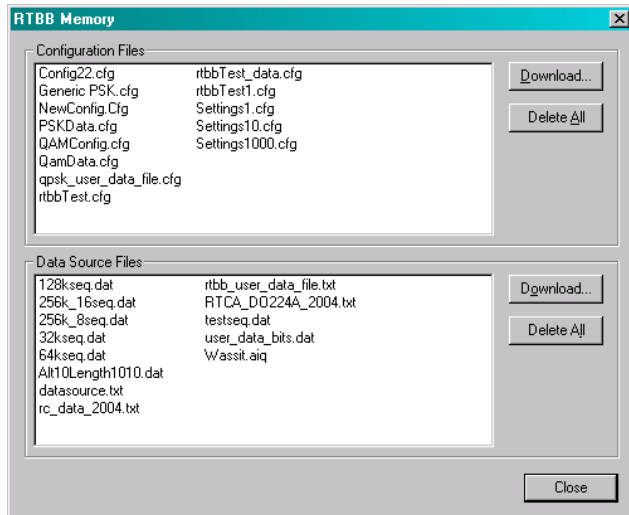 RTBB Memory
Configuration Files
Config22.cfg
Generic PSK.cfg
NewConfig.Cfg
PSKData.cfg
QAMConfig.cfg
QamData.cfg
qpsk_user_data_file.cfg
rtbbTest.cfg
rtbbTest_data.cfg
rtbbTest1.cfg
Settings1.cfg
Settings10.cfg
Settings1000.cfg
Download...
Delete All
Data Source Files
128kseq.dat
256k_16seq.dat
256k_8seq.dat
32kseq.dat
64kseq.dat
Alt10Length1010.dat
datasource.txt
rc_data_2004.txt
rtbb_user_data_file.txt
RTCA_DO224A_2004.txt
testseq.dat
user_data_bits.dat
Wassit.aiq
Download...
Delete All
Close